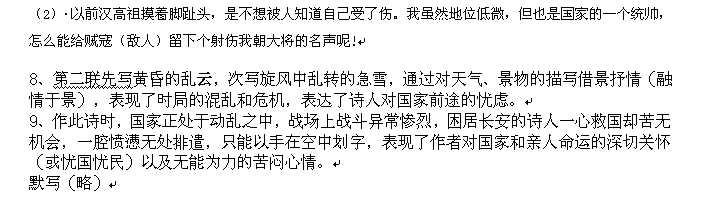 （2）·以前汉高祖摸着脚趾头，是不想被人知道自己受了伤。我虽然地位低微，但也是国家的一个统帅，
怎么能给贼寇（敌人）留下个射伤我朝大将的名声呢!↵
8、第二联先写黄昏的乱云，次写旋风中乱转的急雪，通过对天气、景物的描写借景抒情（融
情于景），表现了时局的混乱和危机，表达了诗人对国家前途的忧虑。↵
9、作此诗时，国家正处于动乱之中，战场上战斗异常惨烈，困居长安的诗人一心救国却苦无
机会，一腔愤懑无处排遣，只能以手在空中划字，表现了作者对国家和亲人命运的深切关怀
（或忧国忧民）以及无能为力的苦闷心情。↵
默写（略）↵